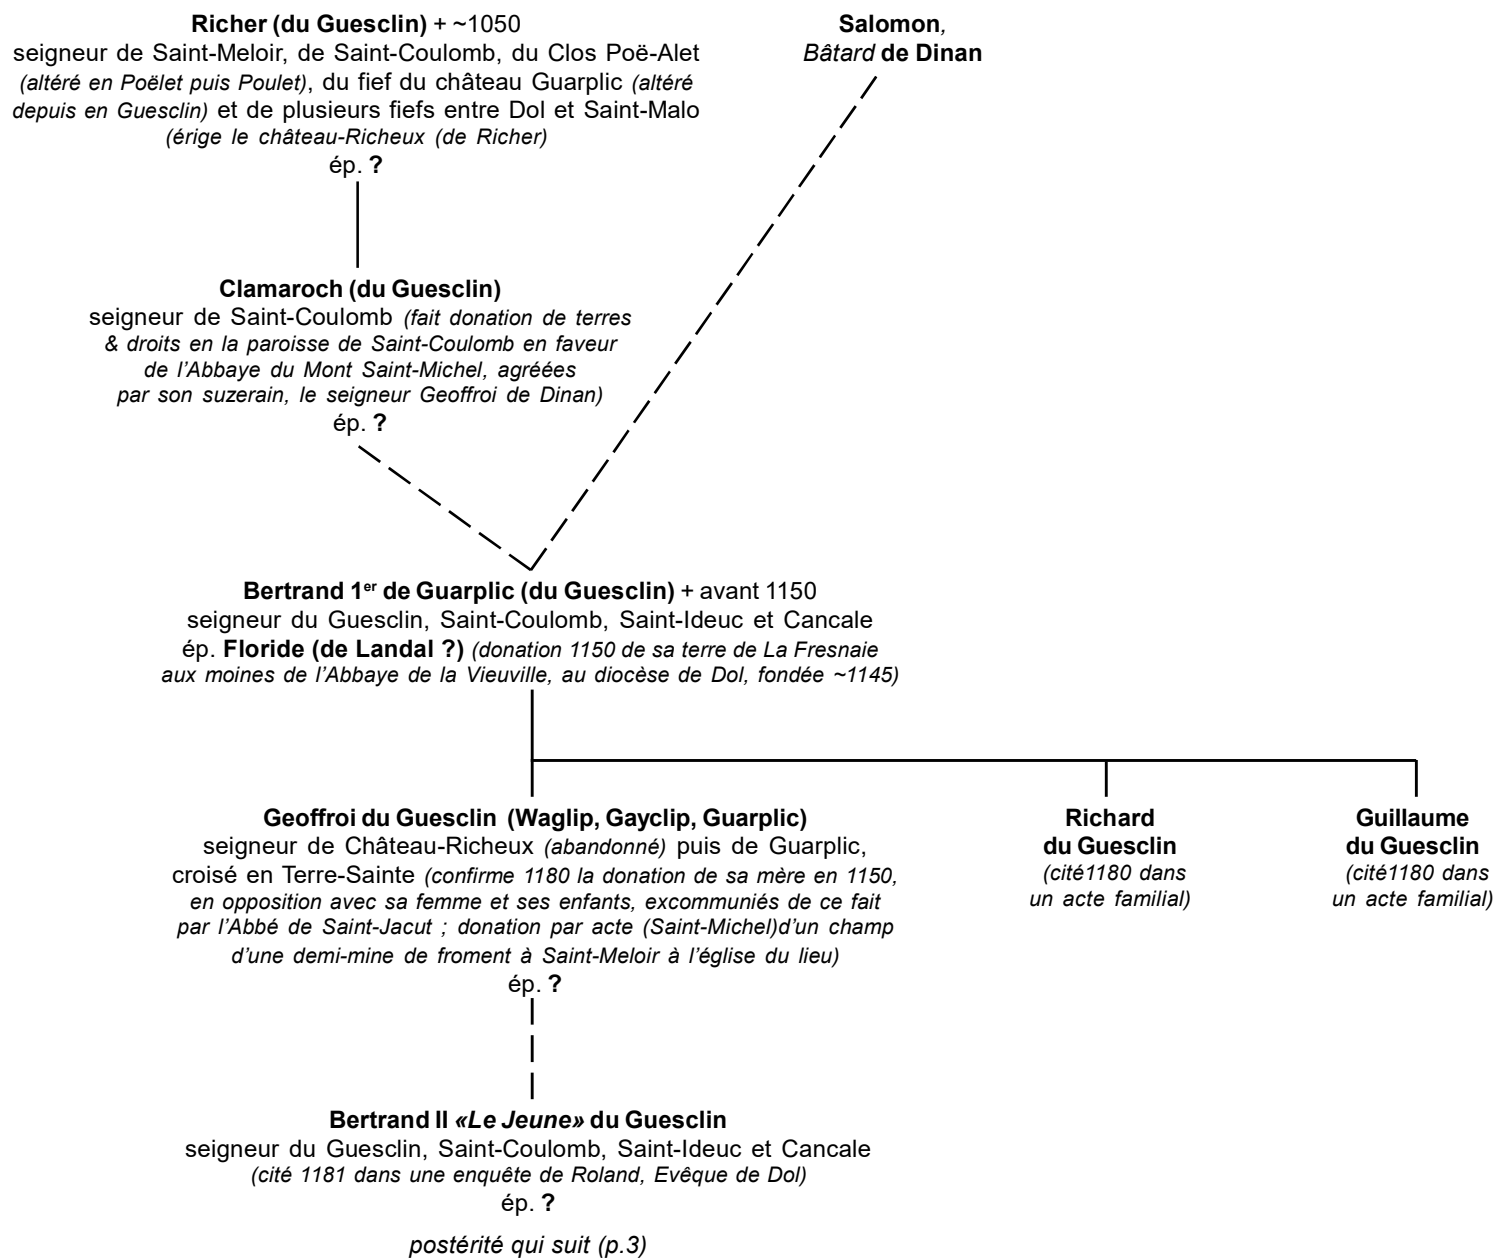 Richer (du Guesclin) + ~1050
seigneur de Saint-Meloir, de Saint-Coulomb, du Clos Poë-Alet
(altéré en Poëlet puis Poulet), du fief du château Guarplic (altéré
depuis en Guesclin) et de plusieurs fiefs entre Dol et Saint-Malo
(érige le château-Richeux (de Richer)
ép. ?
Salomon,
Bâtard de Dinan
Clamaroch (du Guesclin)
seigneur de Saint-Coulomb (fait donation de terres
& droits en la paroisse de Saint-Coulomb en faveur
de l’Abbaye du Mont Saint-Michel, agréées
par son suzerain, le seigneur Geoffroi de Dinan)
ép. ?
Bertrand 1er de Guarplic (du Guesclin) + avant 1150
seigneur du Guesclin, Saint-Coulomb, Saint-Ideuc et Cancale
ép. Floride (de Landal ?) (donation 1150 de sa terre de La Fresnaie
aux moines de l’Abbaye de la Vieuville, au diocèse de Dol, fondée ~1145)
Geoffroi du Guesclin (Waglip, Gayclip, Guarplic)
seigneur de Château-Richeux (abandonné) puis de Guarplic,
croisé en Terre-Sainte (confirme 1180 la donation de sa mère en 1150,
en opposition avec sa femme et ses enfants, excommuniés de ce fait
par l’Abbé de Saint-Jacut ; donation par acte (Saint-Michel)d’un champ
d’une demi-mine de froment à Saint-Meloir à l’église du lieu)
ép. ?
Richard
du Guesclin
(cité1180 dans
un acte familial)
Guillaume
du Guesclin
(cité1180 dans
un acte familial)
Bertrand II «Le Jeune» du Guesclin
seigneur du Guesclin, Saint-Coulomb, Saint-Ideuc et Cancale
(cité 1181 dans une enquête de Roland, Evêque de Dol)
ép. ?
postérité qui suit (p.3)